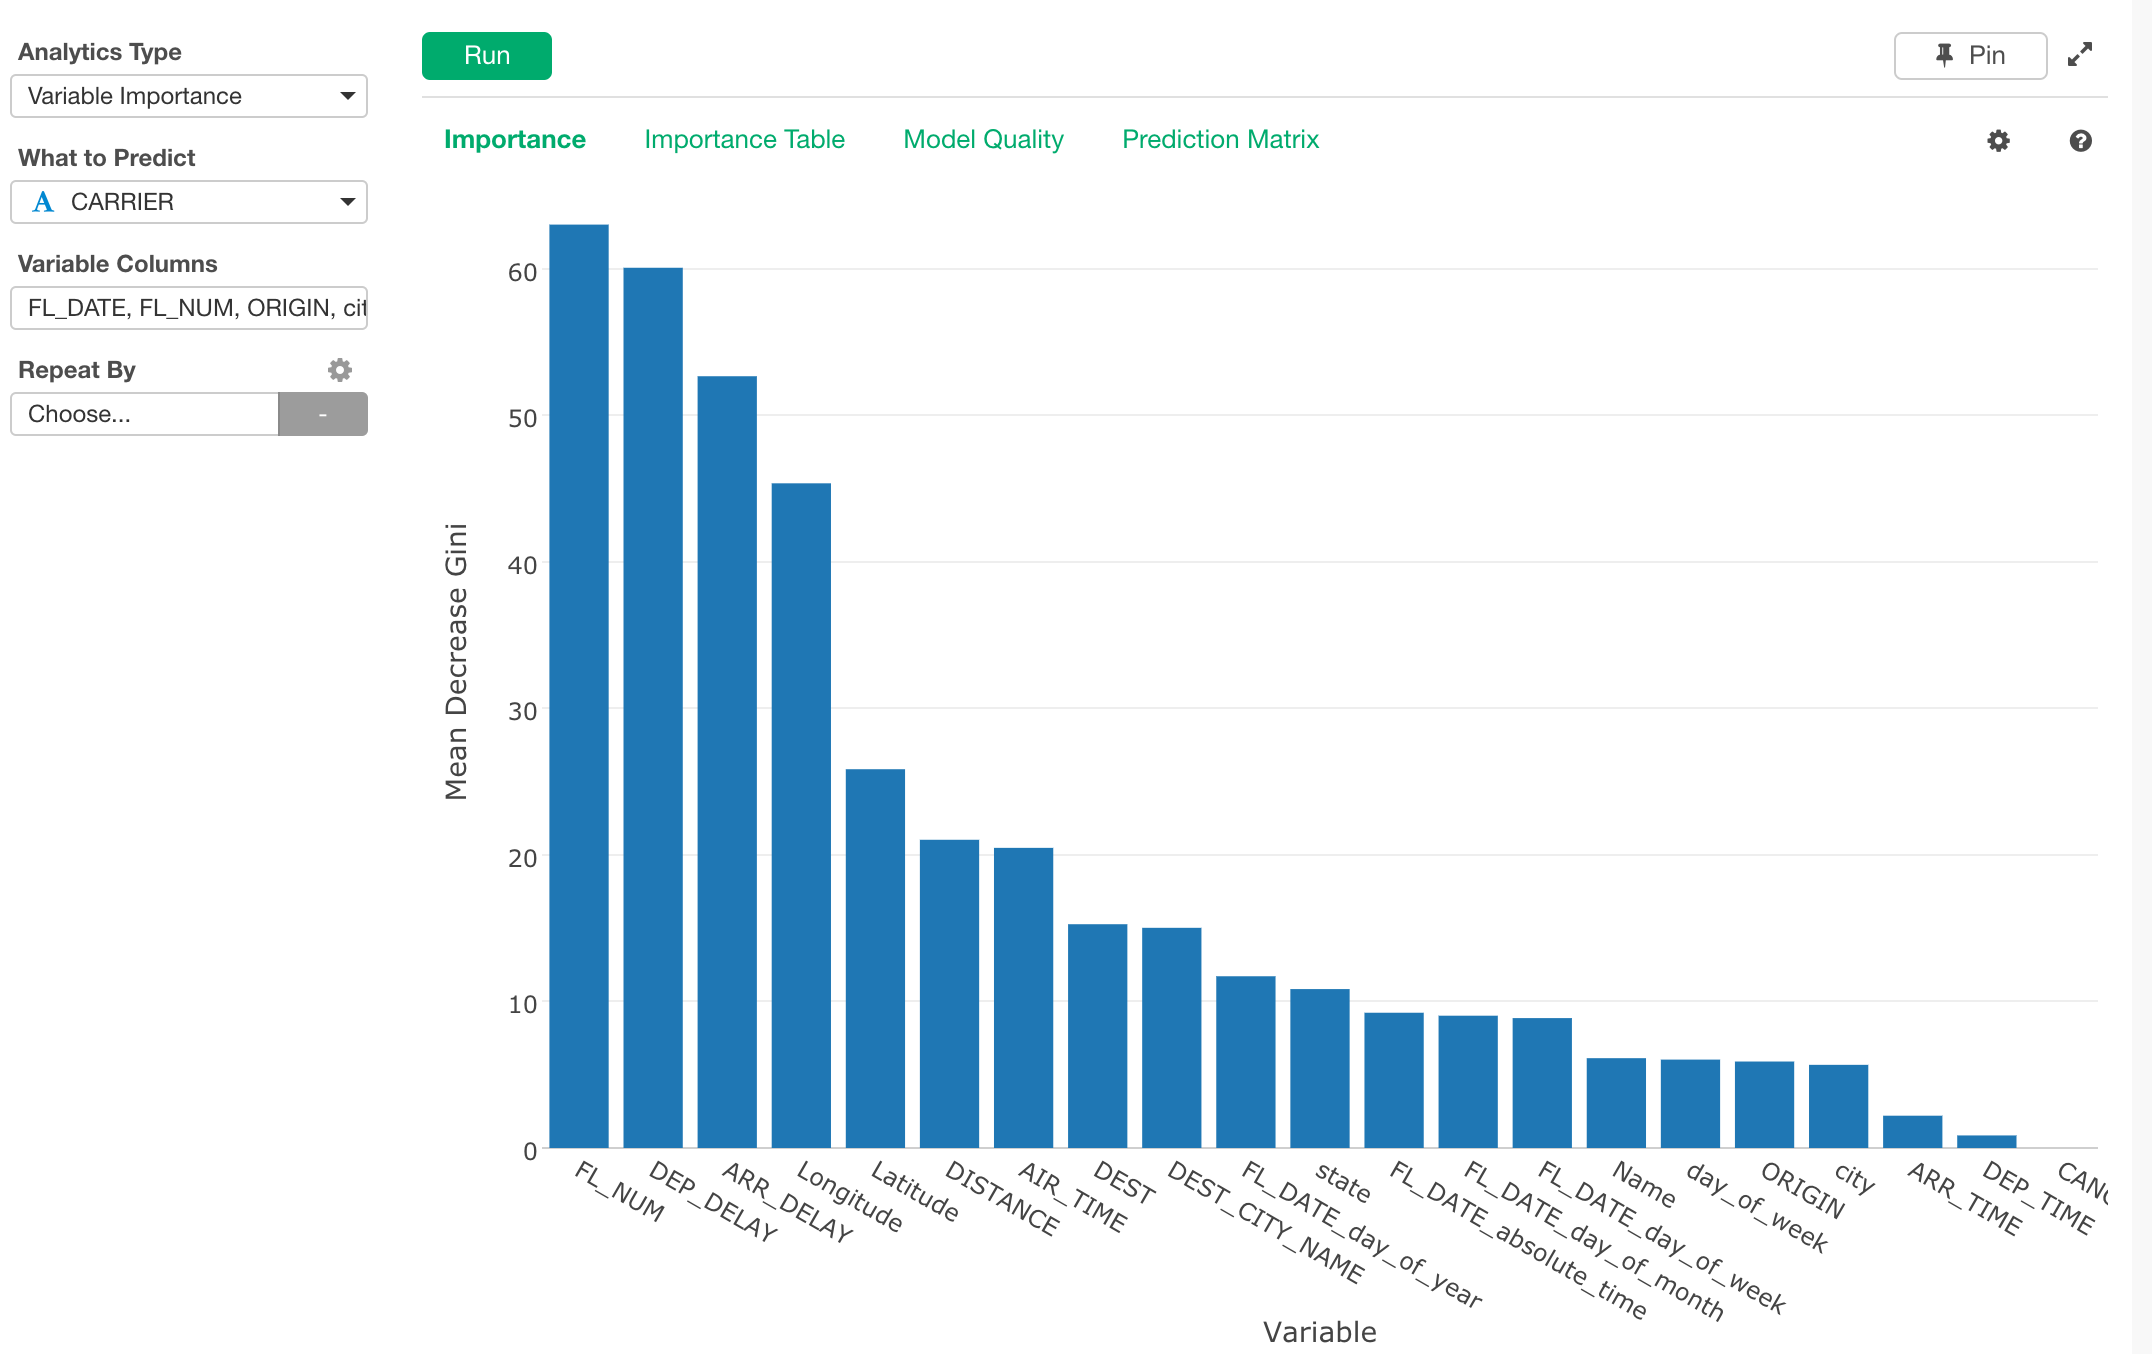 Analytics Type
Variable Importance
What to Predict
A CARRIER
Variable Columns
FL_DATE, FL_NUM, ORIGIN, cit
Repeat By
Choose...
-
Run
Pin
Importance Importance Table Model Quality Prediction Matrix
?
Mean Decrease Gini
60
50
40
30
20
10
0
FL_NUM
DEP_DELAY
ARR_DELAY
Longitude
Latitude
DISTANCE
AIR_TIME
DEST
DEST_CITY_NAME
FL_DATE_day_of_year
state
FL_DATE_absolute_time
FL_DATE_day_of_month
FL_DATE_day_of_week
Name
day_of_week
ORIGIN
city
ARR_TIME
DEP_TIME
CANC
Variable